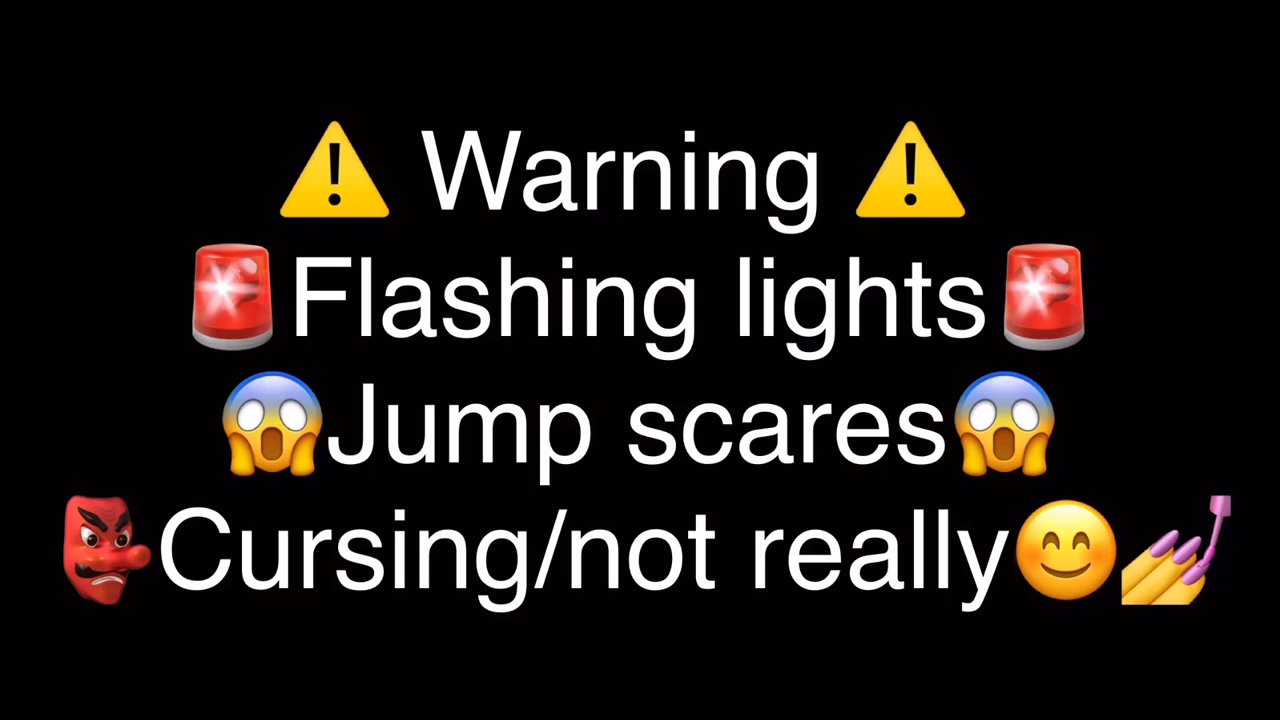 ⚠️ Warning ⚠️
🚨Flashing lights🚨
😱Jump scares😱
👺Cursing/not really😊💅